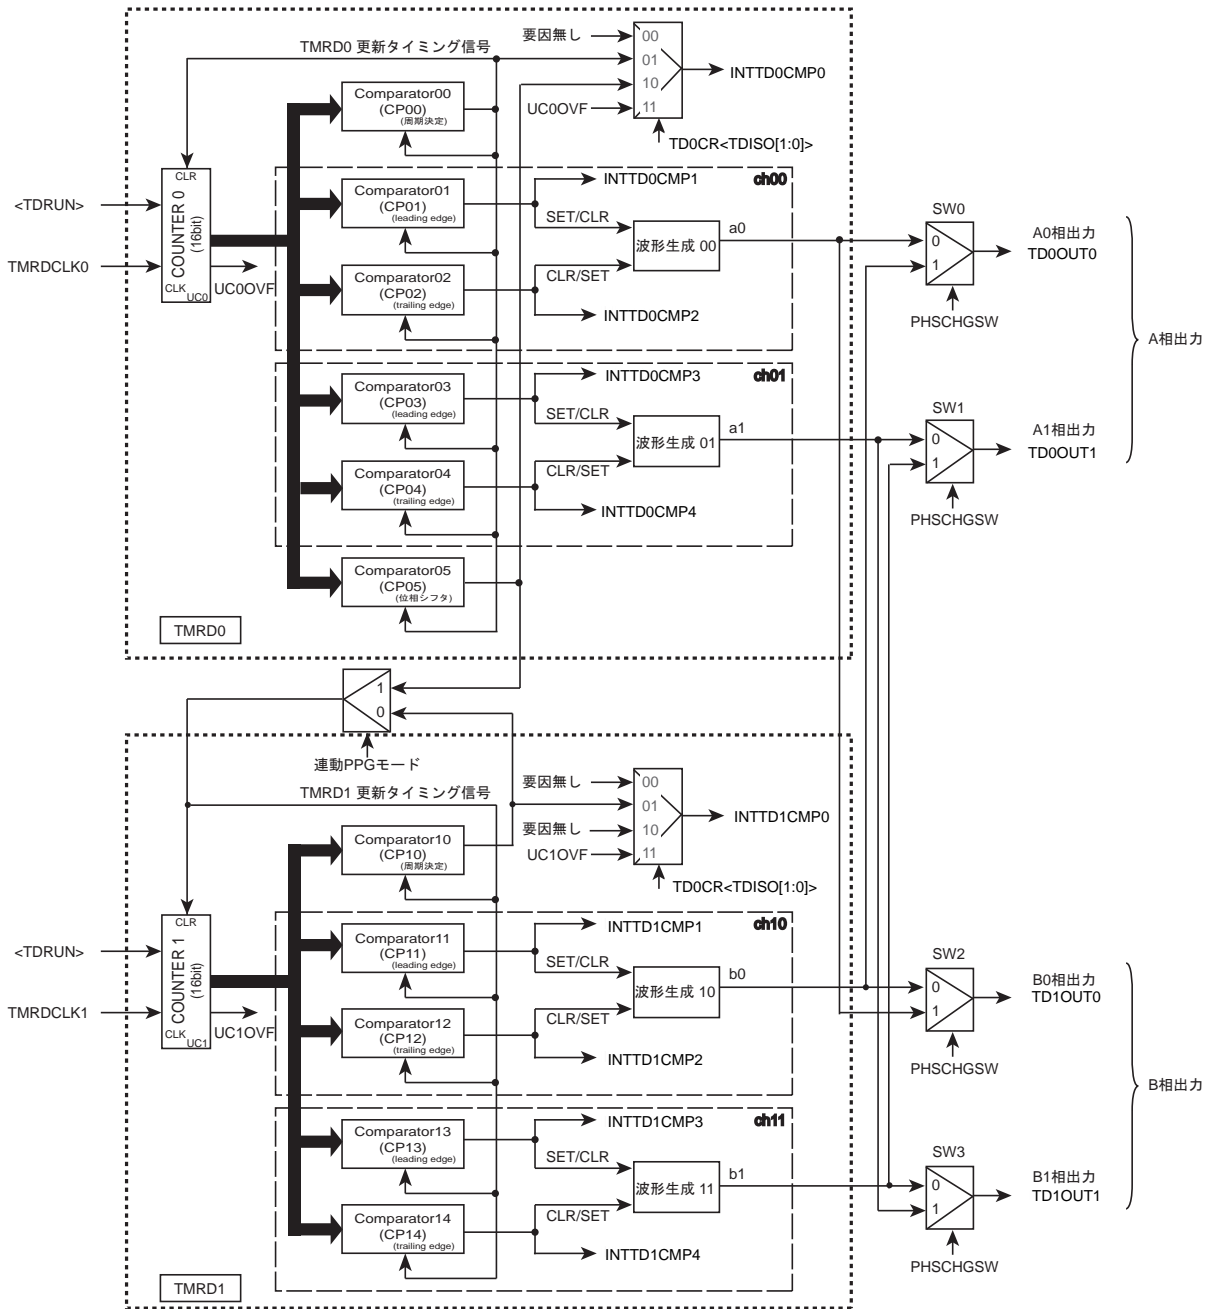 要因無し
00
TMRD0 更新タイミング信号
01
INTTD0CMP0
10
UC0OVF
11
TD0CR<TDISO[1:0]>
Comparator00
(CP00)
(周期決定)
CLR
<TDRUN>
COUNTER 0
(16bit)
TMRDCLK0
CLK
UC0
UC0OVF
ch00
Comparator01
(CP01)
(leading edge)
INTTD0CMP1
SET/CLR
波形生成 00
a0
Comparator02
(CP02)
(trailing edge)
CLR/SET
INTTD0CMP2
SW0
0
1
A0相出力
TD0OUT0
PHSCHGSW
A相出力
ch01
Comparator03
(CP03)
(leading edge)
INTTD0CMP3
SET/CLR
波形生成 01
a1
Comparator04
(CP04)
(trailing edge)
CLR/SET
INTTD0CMP4
SW1
0
1
A1相出力
TD0OUT1
PHSCHGSW
Comparator05
(CP05)
(位相シフタ)
TMRD0
1
0
連動PPGモード
要因無し
00
TMRD1 更新タイミング信号
01
INTTD1CMP0
要因無し
10
UC1OVF
11
TD0CR<TDISO[1:0]>
Comparator10
(CP10)
(周期決定)
CLR
<TDRUN>
COUNTER 1
(16bit)
TMRDCLK1
CLK
UC1
UC1OVF
ch10
Comparator11
(CP11)
(leading edge)
INTTD1CMP1
SET/CLR
波形生成 10
b0
Comparator12
(CP12)
(trailing edge)
CLR/SET
INTTD1CMP2
SW2
0
1
B0相出力
TD1OUT0
PHSCHGSW
B相出力
ch11
Comparator13
(CP13)
(leading edge)
INTTD1CMP3
SET/CLR
波形生成 11
b1
Comparator14
(CP14)
(trailing edge)
CLR/SET
INTTD1CMP4
SW3
0
1
B1相出力
TD1OUT1
PHSCHGSW
TMRD1